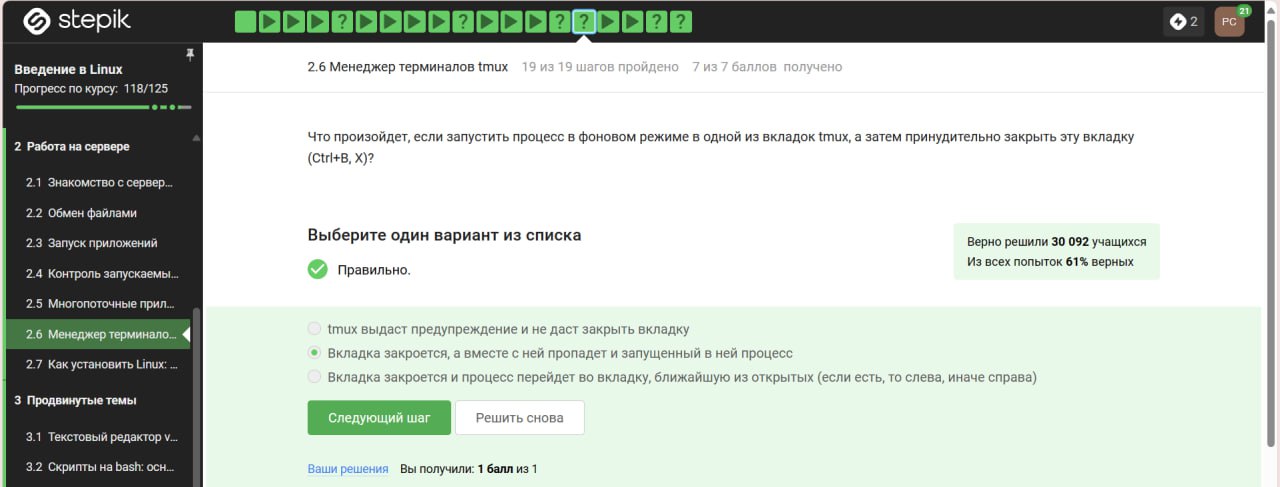 stepik
? ? ? ? ? ?
2
PC
21
Введение в Linux
Прогресс по курсу: 118/125
2 Работа на сервере
2.1 Знакомство с сервер...
2.2 Обмен файлами
2.3 Запуск приложений
2.4 Контроль запускаемы...
2.5 Многопоточные прил...
2.6 Менеджер терминало...
2.7 Как установить Linux: ...
3 Продвинутые темы
3.1 Текстовый редактор v...
3.2 Скрипты на bash: осн...
2.6 Менеджер терминалов tmux 19 из 19 шагов пройдено 7 из 7 баллов получено
Что произойдет, если запустить процесс в фоновом режиме в одной из вкладок tmux, а затем принудительно закрыть эту вкладку
(Ctrl+B, X)?
Выберите один вариант из списка
Правильно.
Верно решили 30 092 учащихся
Из всех попыток 61% верных
tmux выдаст предупреждение и не даст закрыть вкладку
Вкладка закроется, а вместе с ней пропадет и запущенный в ней процесс
Вкладка закроется и процесс перейдет во вкладку, ближайшую из открытых (если есть, то слева, иначе справа)
Следующий шаг
Решить снова
Ваши решения Вы получили: 1 балл из 1